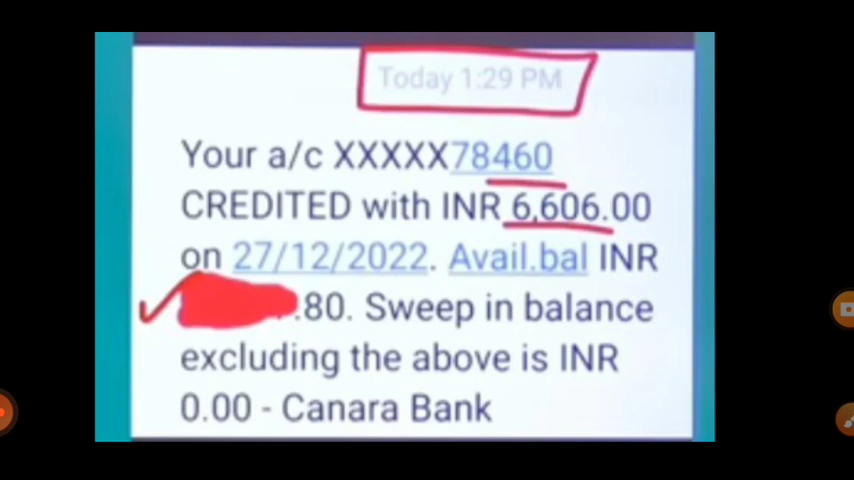 Today 1:29 PM
Your a/c XXXXX78460
CREDITED with INR 6,606.00
on 27/12/2022. Avail.bal INR
.80. Sweep in balance
excluding the above is INR
0.00 - Canara Bank